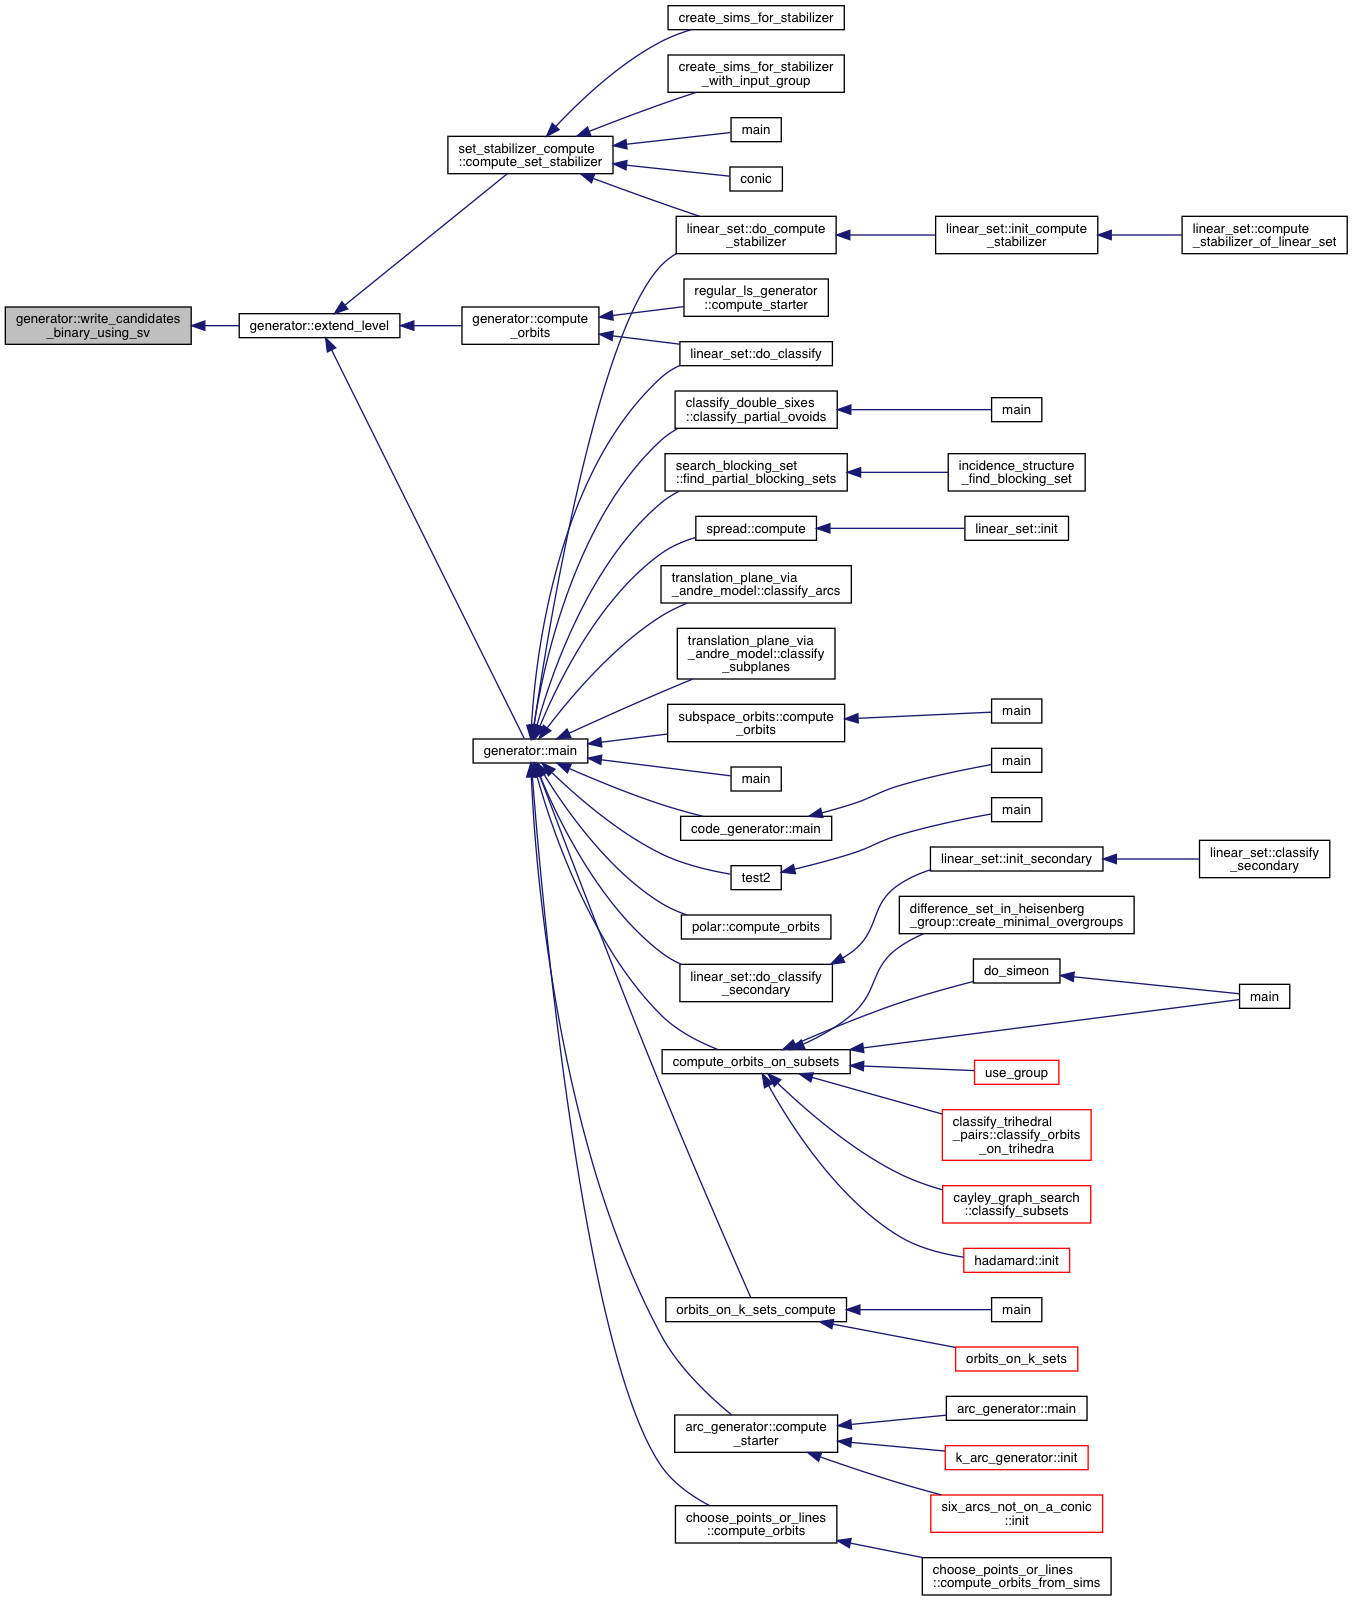 create_sims_for_stabilizer
create_sims_for_stabilizer
_with_input_group
main
set_stabilizer_compute
::compute_set_stabilizer
conic
linear_set::do_compute
_stabilizer
linear_set::init_compute
_stabilizer
linear_set::compute
_stabilizer_of_linear_set
regular_ls_generator
::compute_starter
generator::write_candidates
_binary_using_sv
generator::extend_level
generator::compute
_orbits
linear_set::do_classify
classify_double_sixes
::classify_partial_ovoids
main
search_blocking_set
::find_partial_blocking_sets
incidence_structure
_find_blocking_set
spread::compute
linear_set::init
translation_plane_via
_andre_model::classify_arcs
translation_plane_via
_andre_model::classify
_subplanes
subspace_orbits::compute
_orbits
main
generator::main
main
main
code_generator::main
main
test2
linear_set::init_secondary
linear_set::classify
_secondary
polar::compute_orbits
difference_set_in_heisenberg
_group::create_minimal_overgroups
linear_set::do_classify
_secondary
do_simeon
main
compute_orbits_on_subsets
use_group
classify_trihedral
_pairs::classify_orbits
_on_trihedra
cayley_graph_search
::classify_subsets
hadamard::init
orbits_on_k_sets_compute
main
orbits_on_k_sets
arc_generator::compute
_starter
arc_generator::main
k_arc_generator::init
six_arcs_not_on_a_conic
::init
choose_points_or_lines
::compute_orbits
choose_points_or_lines
::compute_orbits_from_sims